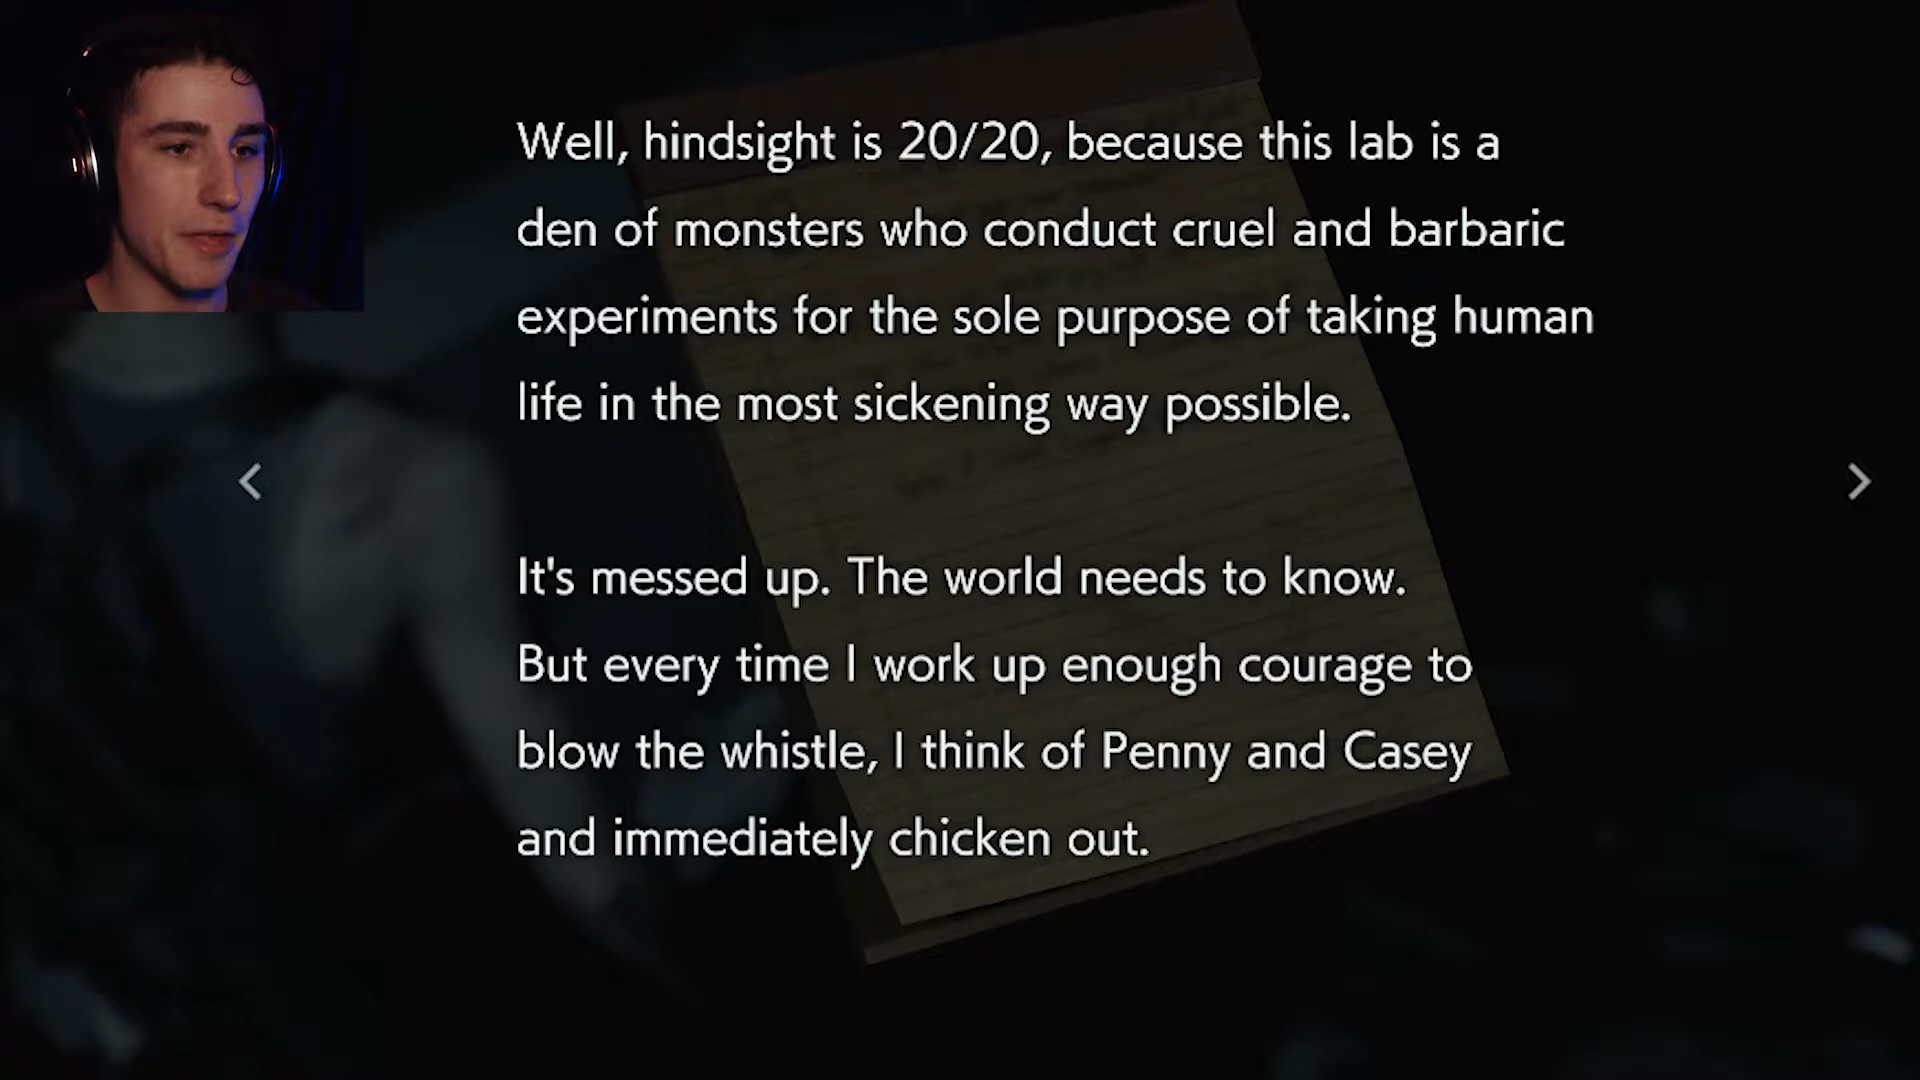 Well, hindsight is 20/20, because this lab is a
den of monsters who conduct cruel and barbaric
experiments for the sole purpose of taking human
life in the most sickening way possible.
It's messed up. The world needs to know.
But every time I work up enough courage to
blow the whistle, I think of Penny and Casey
and immediately chicken out.